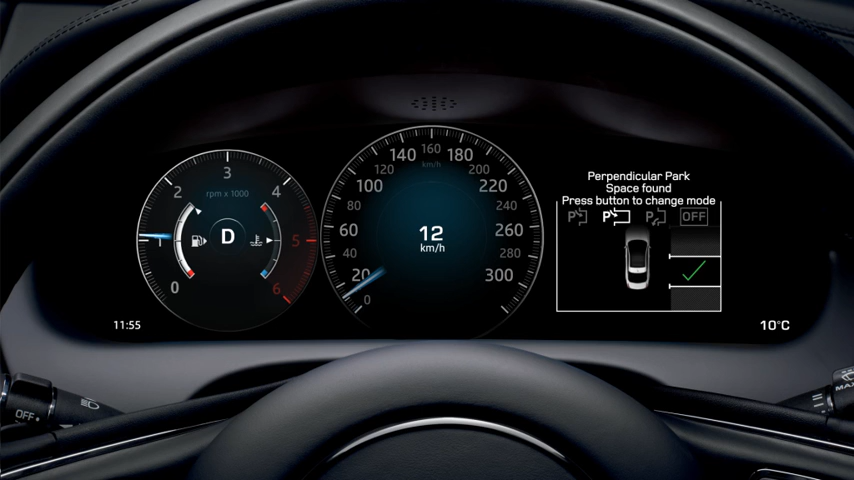 3
2
4
rpm x 1000
1
D
5
0
6
160
140
180
km/h
120
200
100
220
80
240
12
km/h
60
260
40
280
20
300
0
Perpendicular Park
Space found
Press button to change mode
P P P OFF
11:55
10°C
OFF
MAX